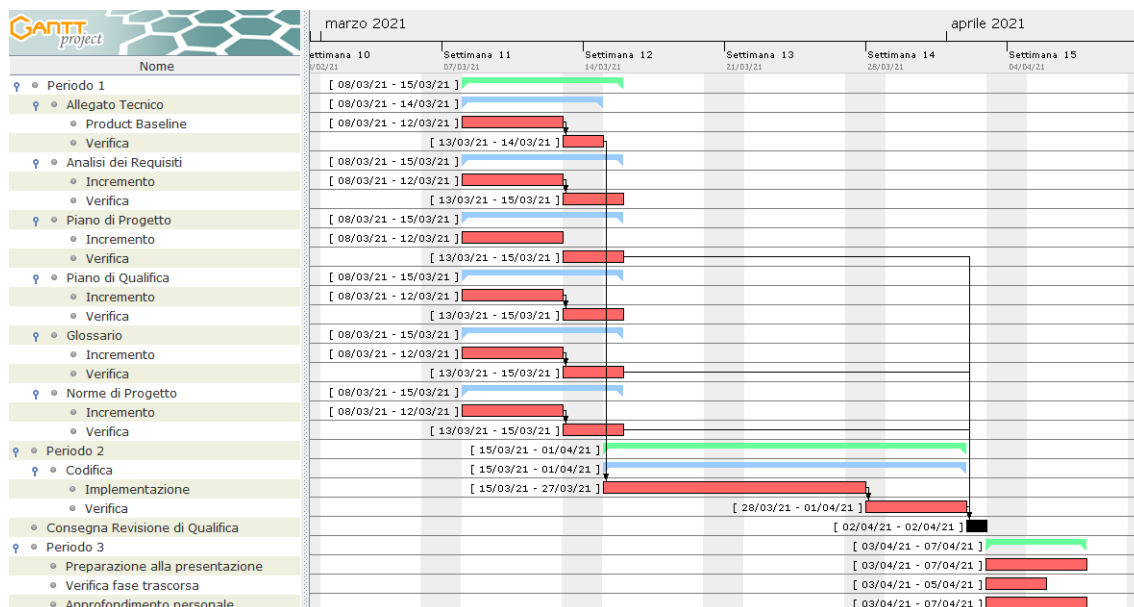 GANTT
project
marzo 2021
aprile 2021
ettimana 10
Settimana 11
Settimana 12
Settimana 13
Settimana 14
Settimana 15
/02/21
07/03/21
14/03/21
21/03/21
28/03/21
04/04/21
Nome
Periodo 1 [ 08/03/21 - 15/03/21 ]
Allegato Tecnico [ 08/03/21 - 14/03/21 ]
Product Baseline [ 08/03/21 - 12/03/21 ]
Verifica [ 13/03/21 - 14/03/21 ]
Analisi dei Requisiti [ 08/03/21 - 15/03/21 ]
Incremento [ 08/03/21 - 12/03/21 ]
Verifica [ 13/03/21 - 15/03/21 ]
Piano di Progetto [ 08/03/21 - 15/03/21 ]
Incremento [ 08/03/21 - 12/03/21 ]
Verifica [ 13/03/21 - 15/03/21 ]
Piano di Qualifica [ 08/03/21 - 15/03/21 ]
Incremento [ 08/03/21 - 12/03/21 ]
Verifica [ 13/03/21 - 15/03/21 ]
Glossario [ 08/03/21 - 15/03/21 ]
Incremento [ 08/03/21 - 12/03/21 ]
Verifica [ 13/03/21 - 15/03/21 ]
Norme di Progetto [ 08/03/21 - 15/03/21 ]
Incremento [ 08/03/21 - 12/03/21 ]
Verifica [ 13/03/21 - 15/03/21 ]
Periodo 2 [ 15/03/21 - 01/04/21 ]
Codifica [ 15/03/21 - 01/04/21 ]
Implementazione [ 15/03/21 - 27/03/21 ]
Verifica [ 28/03/21 - 01/04/21 ]
Consegna Revisione di Qualifica [ 02/04/21 - 02/04/21 ]
Periodo 3 [ 03/04/21 - 07/04/21 ]
Preparazione alla presentazione [ 03/04/21 - 07/04/21 ]
Verifica fase trascorsa [ 03/04/21 - 05/04/21 ]
Approfondimento personale [ 03/04/21 - 07/04/21 ]